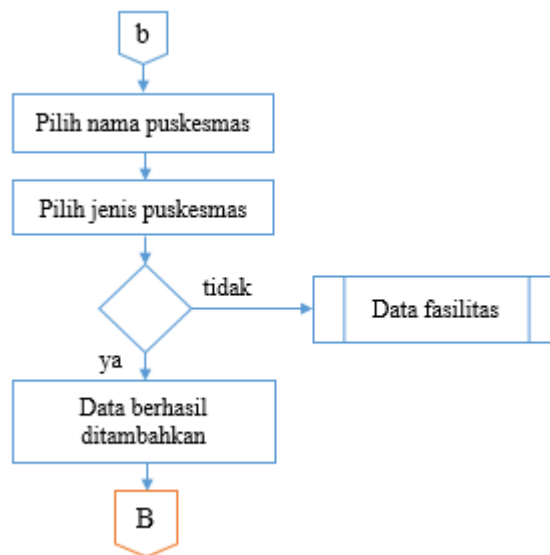 b
Pilih nama puskesmas
Pilih jenis puskesmas
tidak
Data fasilitas
ya
Data berhasil
ditambahkan
B